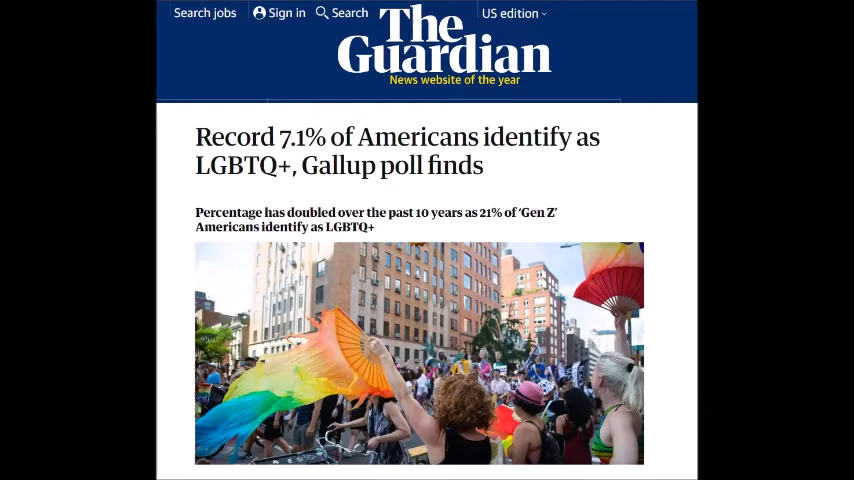 Search jobs Sign in Search US edition
The
Guardian
News website of the year
Record 7.1% of Americans identify as
LGBTQ+, Gallup poll finds
Percentage has doubled over the past 10 years as 21% of ‘Gen Z’
Americans identify as LGBTQ+